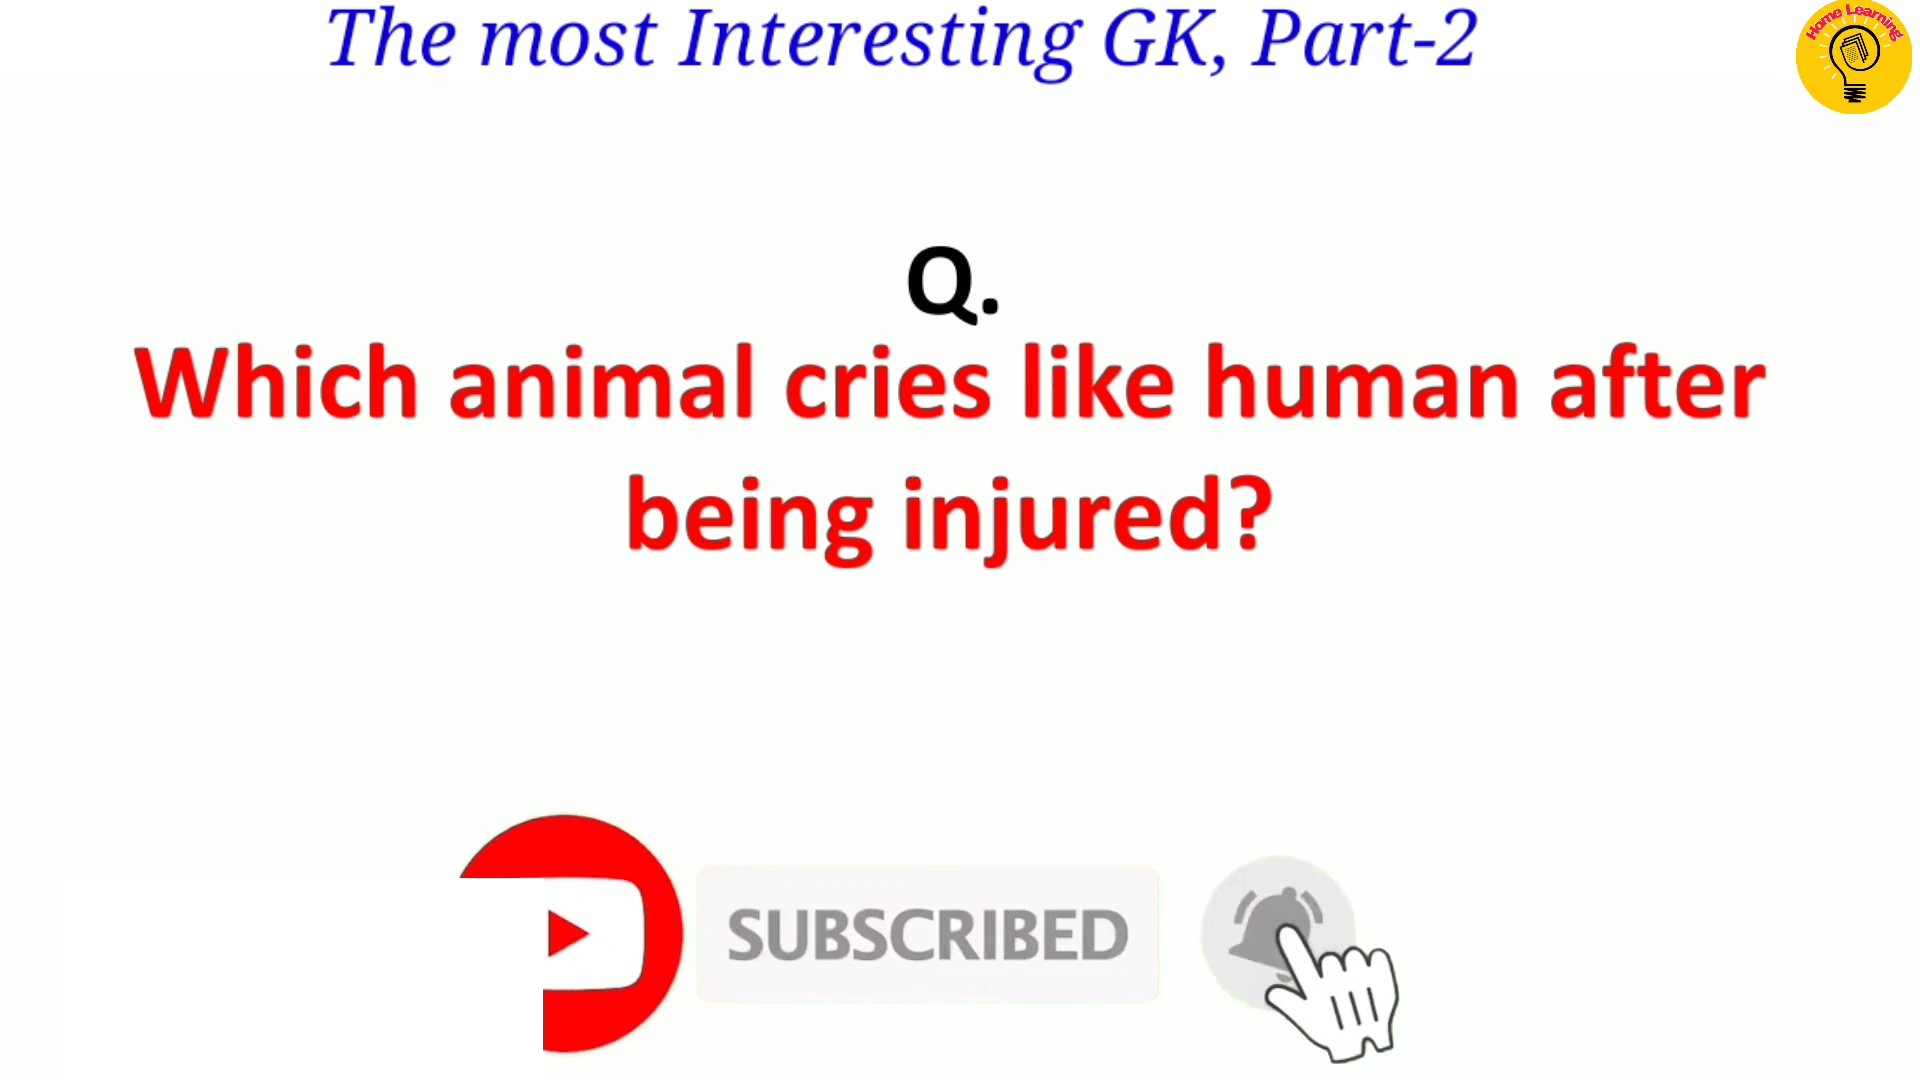 The most Interesting GK, Part-2
Home Learning
Q.
Which animal cries like human after
being injured?
SUBSCRIBED